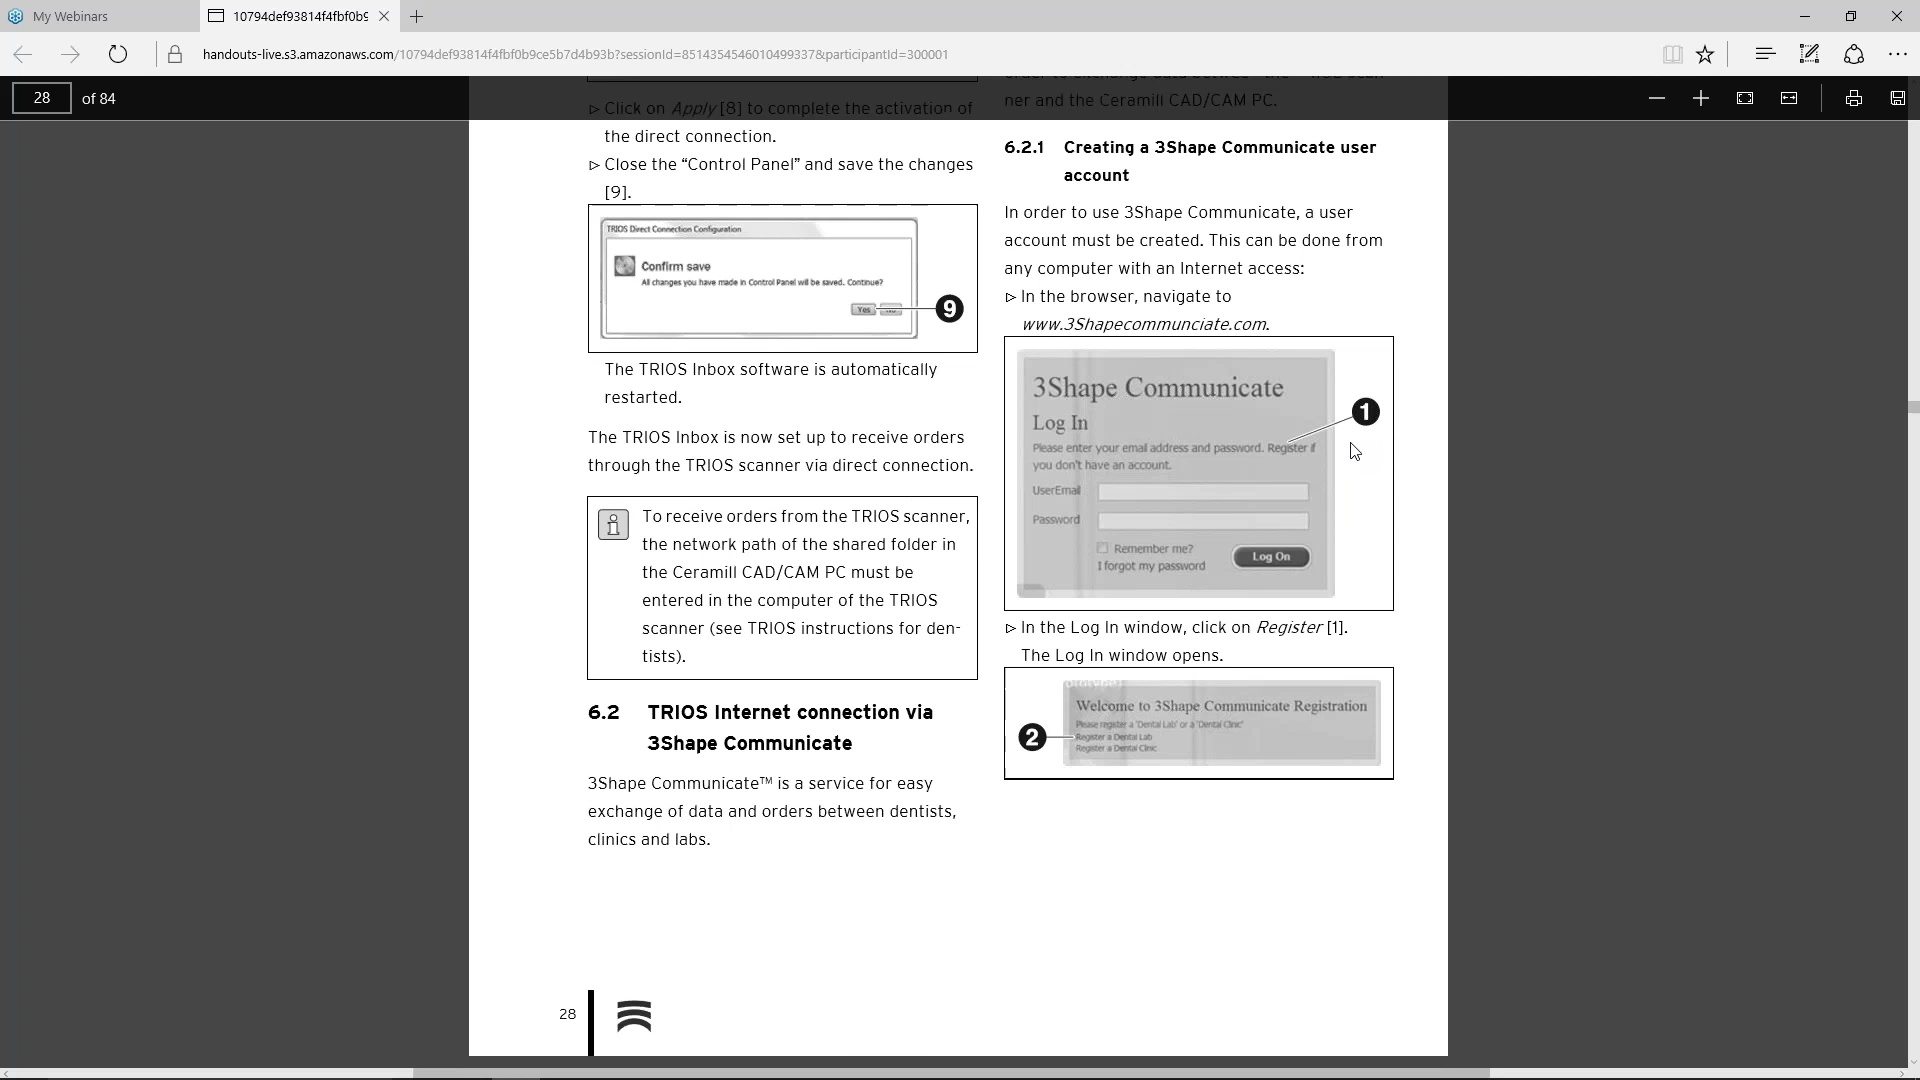 My Webinars
10794def93814f4fbf0b9
handouts-live.s3.amazonaws.com/10794def93814f4fbf0b9ce5b7d4b93b?sessionId=8514354546010499337&participantId=300001
28 of 84
▷ Click on Apply [8] to complete the activation of
the direct connection.
▷ Close the “Control Panel” and save the changes
[9].
TRIOS Direct Connection Configuration
Confirm save
All changes you have made in Control Panel will be saved. Continue?
Yes
9
The TRIOS Inbox software is automatically
restarted.
The TRIOS Inbox is now set up to receive orders
through the TRIOS scanner via direct connection.
To receive orders from the TRIOS scanner,
the network path of the shared folder in
the Ceramill CAD/CAM PC must be
entered in the computer of the TRIOS
scanner (see TRIOS instructions for den-
tists).
6.2 TRIOS Internet connection via
3Shape Communicate
3Shape Communicate™ is a service for easy
exchange of data and orders between dentists,
clinics and labs.
ner and the Ceramill CAD/CAM PC.
6.2.1 Creating a 3Shape Communicate user
account
In order to use 3Shape Communicate, a user
account must be created. This can be done from
any computer with an Internet access:
▷ In the browser, navigate to
www.3Shapecommunciate.com.
3Shape Communicate
Log In
Please enter your email address and password. Register if
you don't have an account.
UserEmail
Password
Remember me?
I forgot my password
Log On
1
▷ In the Log In window, click on Register [1].
The Log In window opens.
Welcome to 3Shape Communicate Registration
Please register a 'Dental Lab' or a 'Dental Clinic'
Register a Dental Lab
Register a Dental Clinic
2
28